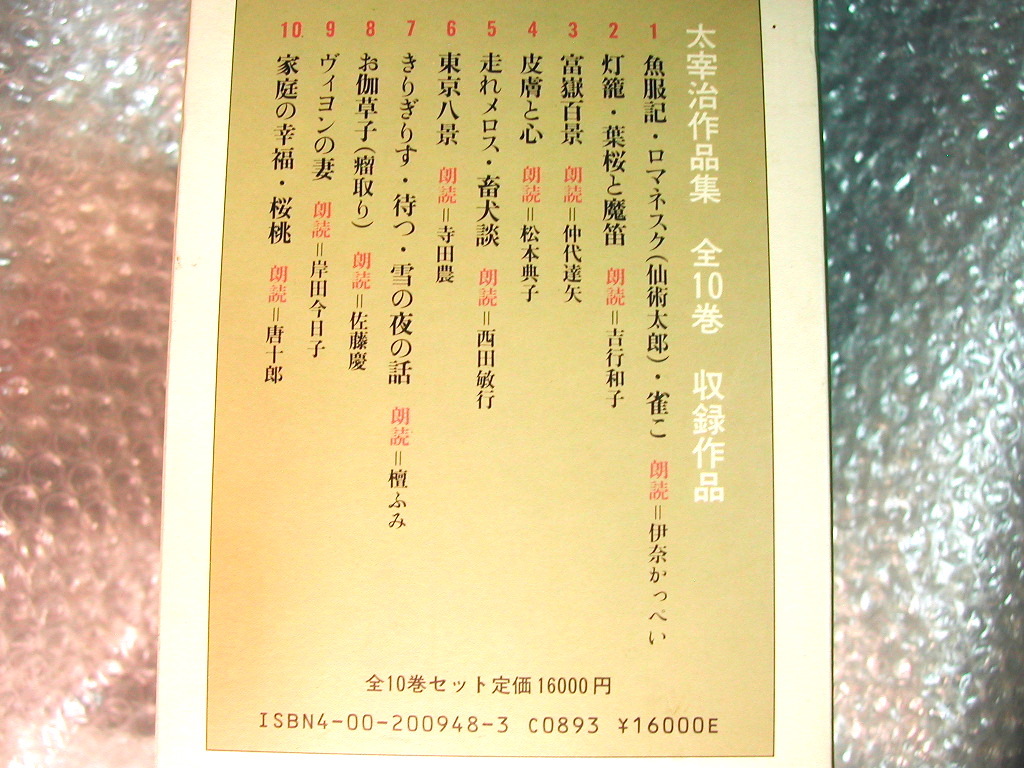 太宰治作品集 全10巻 収録作品
1 魚服記・ロマネスク(仙術太郎)・雀こ 朗読=伊奈かっぺい
2 灯籠・葉桜と魔笛 朗読=吉行和子
3 富嶽百景 朗読=仲代達矢
4 皮膚と心 朗読=松本典子
5 走れメロス・畜犬談 朗読=西田敏行
6 東京八景 朗読=寺田農
7 きりぎりす・待つ・雪の夜の話 朗読=檀ふみ
8 お伽草子(瘤取り) 朗読=佐藤慶
9 ヴィヨンの妻 朗読=岸田今日子
10. 家庭の幸福・桜桃 朗読=唐十郎
全10巻セット定価16000円
ISBN4-00-200948-3 C0893 ¥16000E